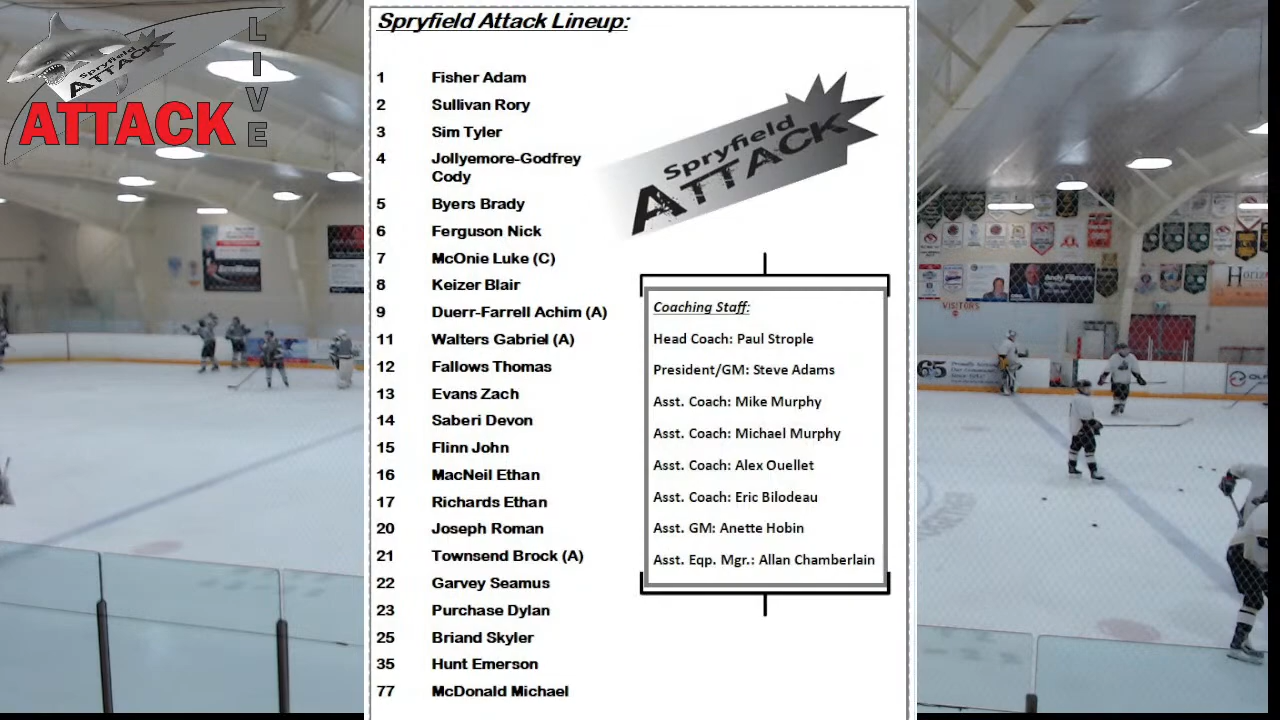 Spryfield
ATTACK
ATTACK
LIVE
Spryfield Attack Lineup:
1 Fisher Adam
2 Sullivan Rory
3 Sim Tyler
4 Jollyemore-Godfrey
Cody
5 Byers Brady
6 Ferguson Nick
7 McOnie Luke (C)
8 Keizer Blair
9 Duerr-Farrell Achim (A)
11 Walters Gabriel (A)
12 Fallows Thomas
13 Evans Zach
14 Saberi Devon
15 Flinn John
16 MacNeil Ethan
17 Richards Ethan
20 Joseph Roman
21 Townsend Brock (A)
22 Garvey Seamus
23 Purchase Dylan
25 Briand Skyler
35 Hunt Emerson
77 McDonald Michael
Spryfield
ATTACK
Coaching Staff:
Head Coach: Paul Strople
President/GM: Steve Adams
Asst. Coach: Mike Murphy
Asst. Coach: Michael Murphy
Asst. Coach: Alex Ouellet
Asst. Coach: Eric Bilodeau
Asst. GM: Anette Hobin
Asst. Eqp. Mgr.: Allan Chamberlain
Andy Fillmore
Horiz
VISITORS
65